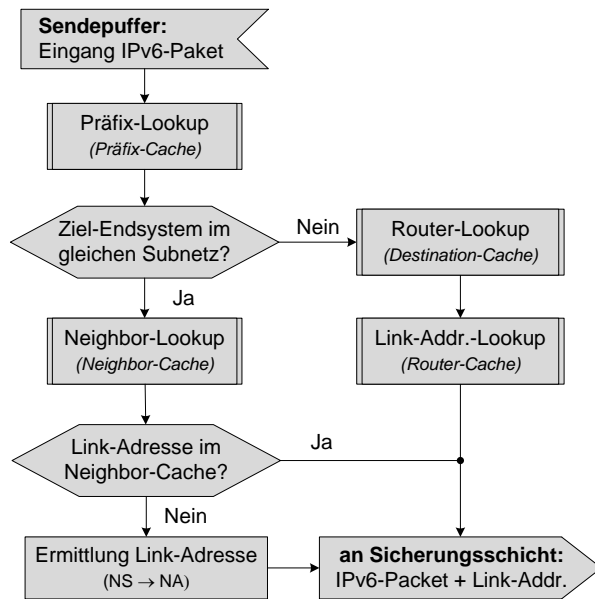 Sendepuffer:
Eingang IPv6-Paket
Präfix-Lookup
(Präfix-Cache)
Ziel-Endsystem im
gleichen Subnetz?
Nein
Router-Lookup
(Destination-Cache)
Ja
Neighbor-Lookup
(Neighbor-Cache)
Link-Addr.-Lookup
(Router-Cache)
Link-Adresse im
Neighbor-Cache?
Ja
Nein
Ermittlung Link-Adresse
(NS → NA)
an Sicherungsschicht:
IPv6-Packet + Link-Addr.